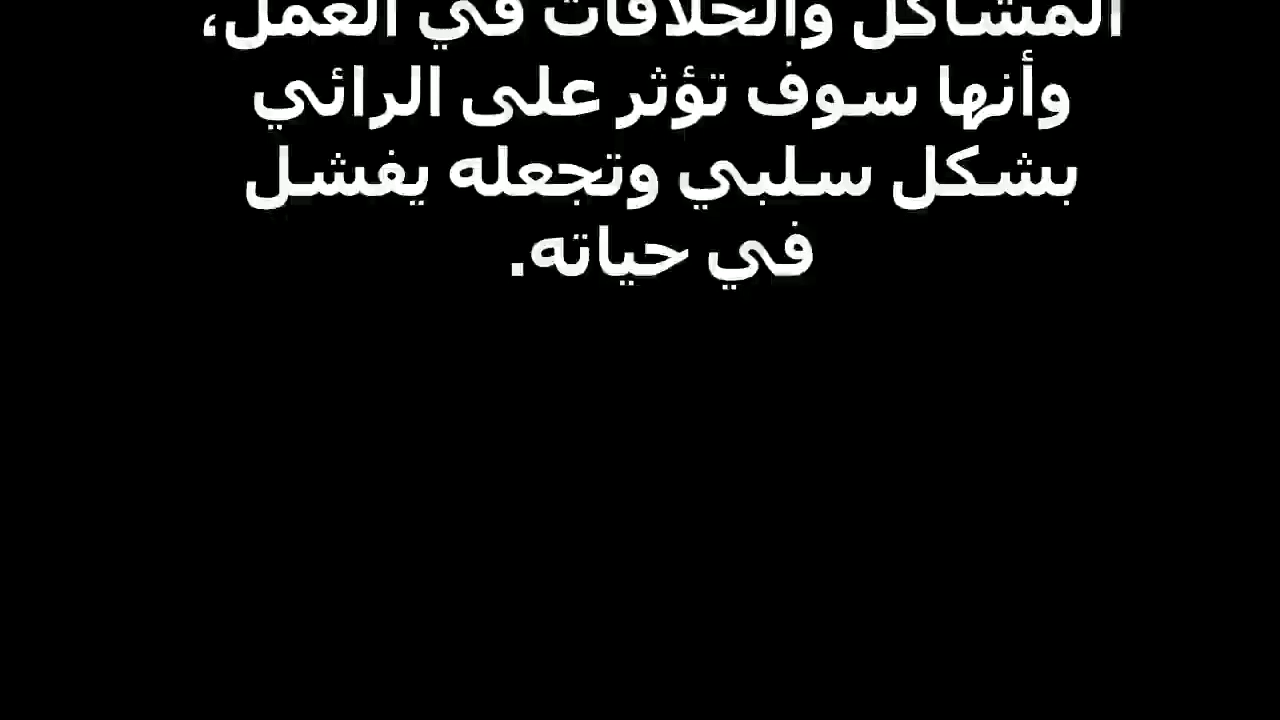 المشاكل والخلافات في العمل،
وأنها سوف تؤثر على الرائي
بشكل سلبي وتجعله يفشل
في حياته.